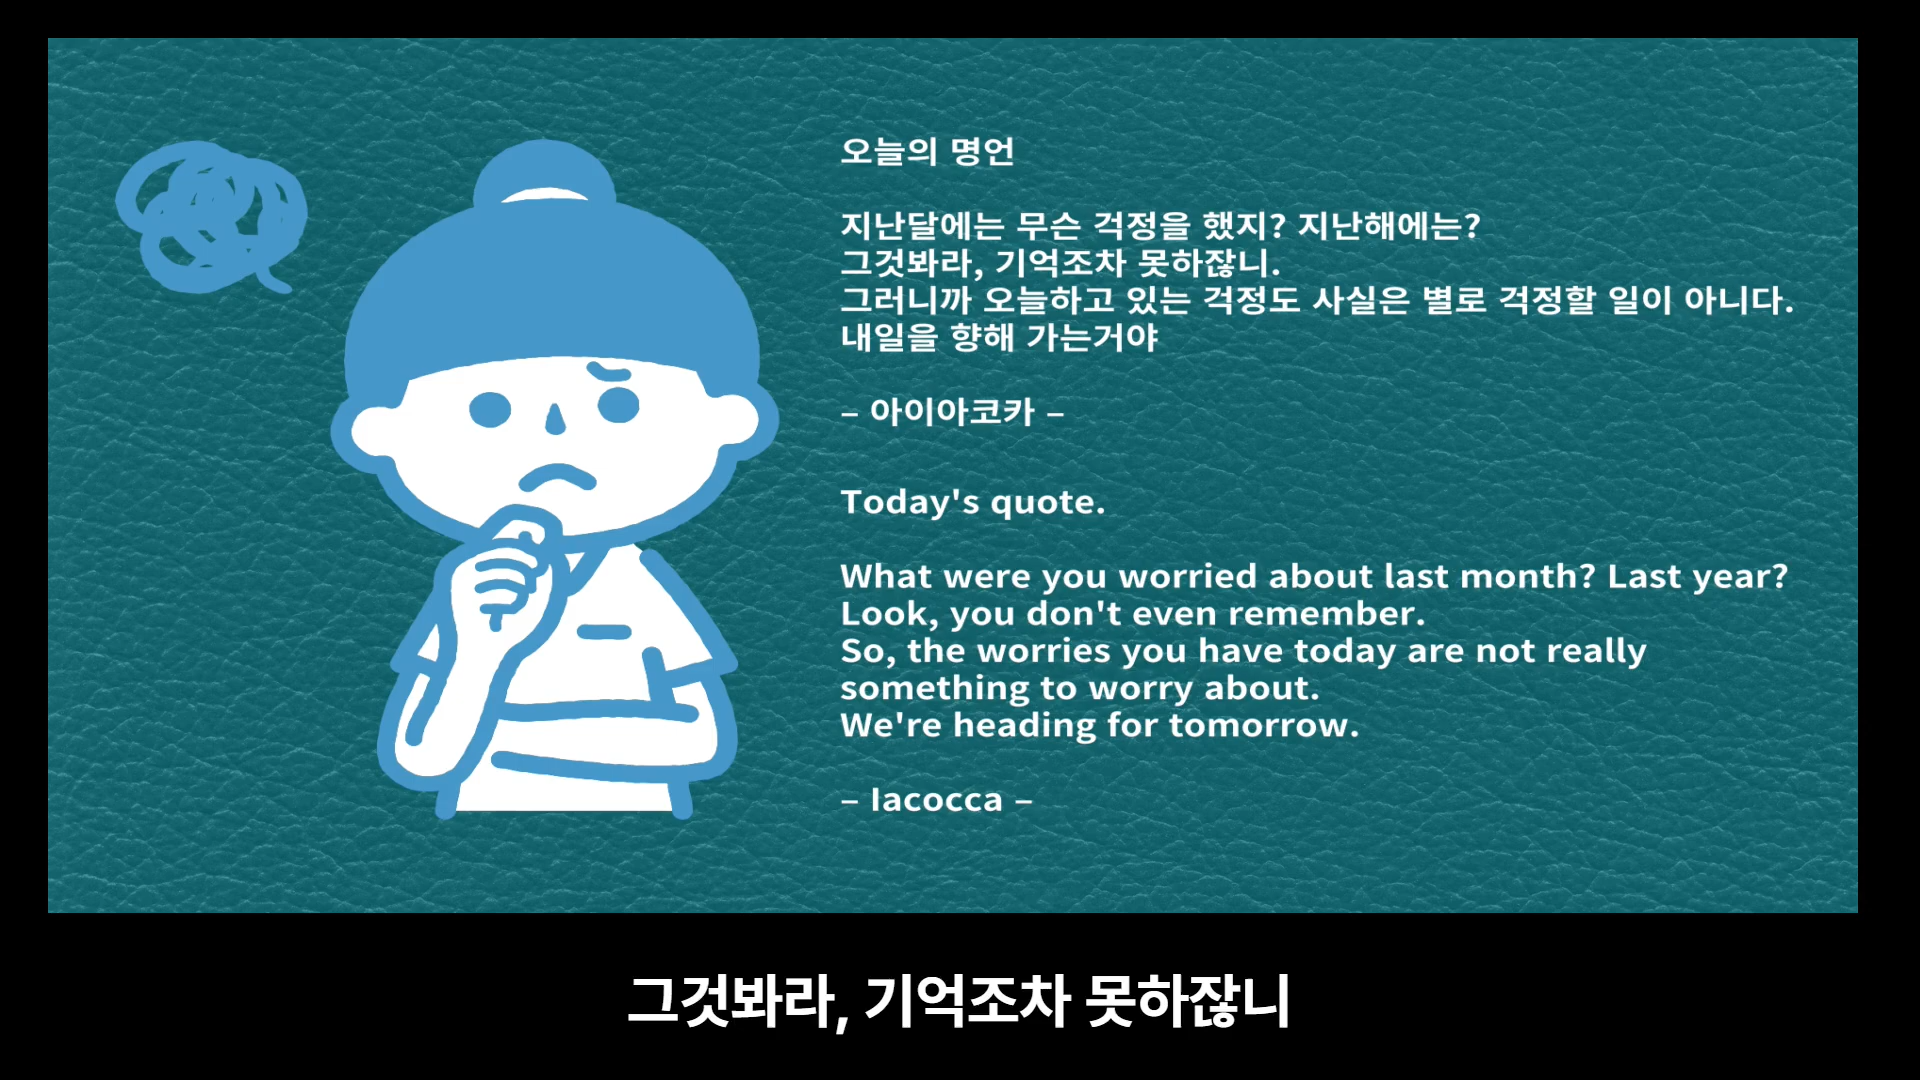 오늘의 명언
지난달에는 무슨 걱정을 했지? 지난해에는?
그것봐라, 기억조차 못하잖니.
그러니까 오늘하고 있는 걱정도 사실은 별로 걱정할 일이 아니다.
내일을 향해 가는거야
– 아이아코카 –
Today's quote.
What were you worried about last month? Last year?
Look, you don't even remember.
So, the worries you have today are not really
something to worry about.
We're heading for tomorrow.
– Iacocca –
그것봐라, 기억조차 못하잖니